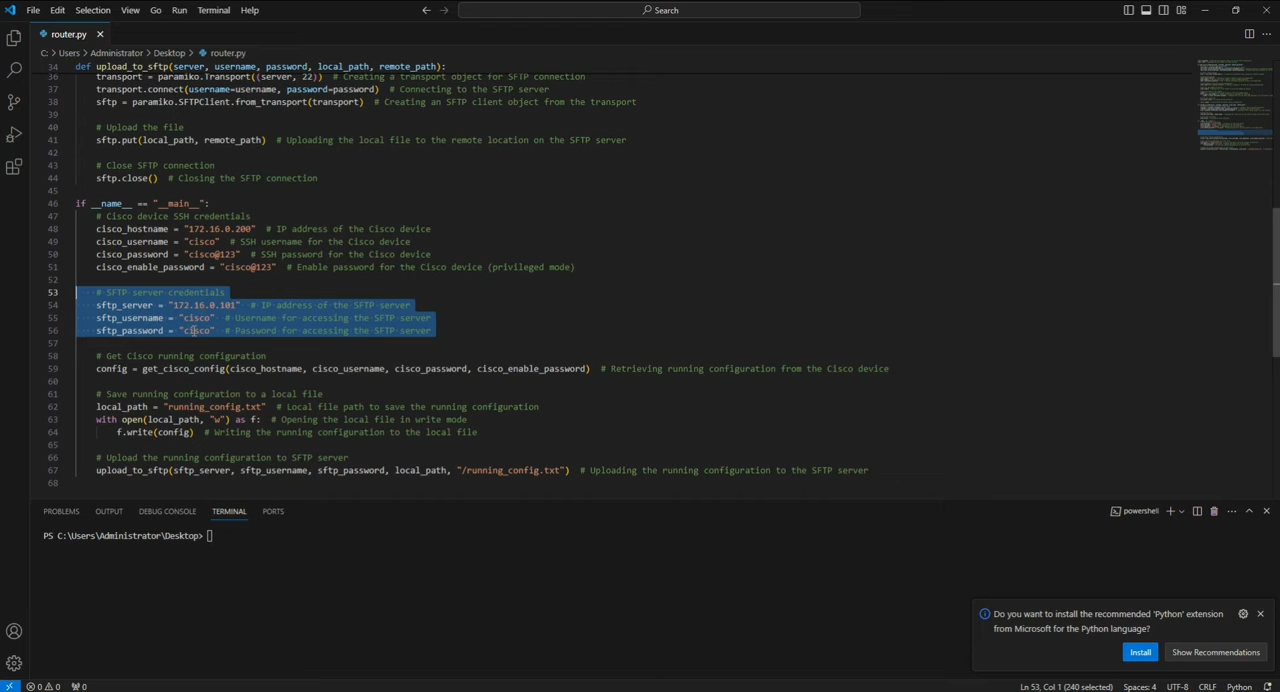 File Edit Selection View Go Run Terminal Help
Search
router.py
C: > Users > Administrator > Desktop > router.py
34 def upload_to_sftp(server, username, password, local_path, remote_path):
36 transport = paramiko.Transport((server, 22)) # Creating a transport object for SFTP connection
37 transport.connect(username=username, password=password) # Connecting to the SFTP server
38 sftp = paramiko.SFTPClient.from_transport(transport) # Creating an SFTP client object from the transport
39
40 # Upload the file
41 sftp.put(local_path, remote_path) # Uploading the local file to the remote location on the SFTP server
42
43 # Close SFTP connection
44 sftp.close() # Closing the SFTP connection
45
46 if __name__ == "__main__":
47 # Cisco device SSH credentials
48 cisco_hostname = "172.16.0.200" # IP address of the Cisco device
49 cisco_username = "cisco" # SSH username for the Cisco device
50 cisco_password = "cisco@123" # SSH password for the Cisco device
51 cisco_enable_password = "cisco@123" # Enable password for the Cisco device (privileged mode)
52
53 # SFTP server credentials
54 sftp_server = "172.16.0.101" # IP address of the SFTP server
55 sftp_username = "cisco" # Username for accessing the SFTP server
56 sftp_password = "cisco" # Password for accessing the SFTP server
57
58 # Get Cisco running configuration
59 config = get_cisco_config(cisco_hostname, cisco_username, cisco_password, cisco_enable_password) # Retrieving running configuration from the Cisco device
60
61 # Save running configuration to a local file
62 local_path = "running_config.txt" # Local file path to save the running configuration
63 with open(local_path, "w") as f: # Opening the local file in write mode
64 f.write(config) # Writing the running configuration to the local file
65
66 # Upload the running configuration to SFTP server
67 upload_to_sftp(sftp_server, sftp_username, sftp_password, local_path, "/running_config.txt") # Uploading the running configuration to the SFTP server
68
PROBLEMS OUTPUT DEBUG CONSOLE TERMINAL PORTS
powershell
PS C:\Users\Administrator\Desktop>
Do you want to install the recommended 'Python' extension
from Microsoft for the Python language?
Install Show Recommendations
0 0 0 Ln 53, Col 1 (240 selected) Spaces: 4 UTF-8 CRLF Python